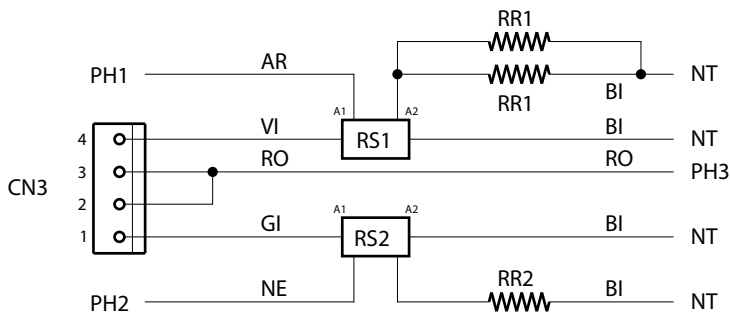 RR1
PH1 AR NT
RR1
BI
A1 A2
4 VI RS1 BI NT
3 RO RO PH3
CN3
2
A1 A2
1 GI RS2 BI NT
RR2
PH2 NE BI NT